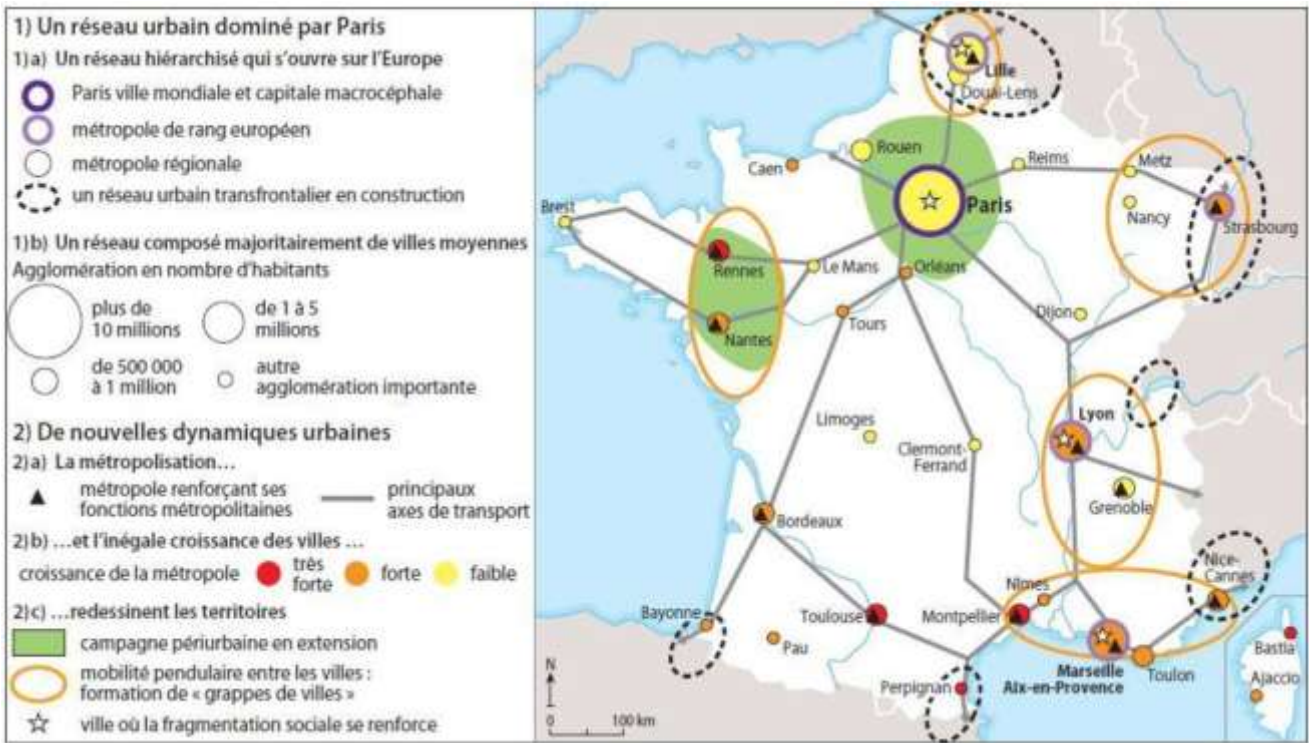 1) Un réseau urbain dominé par Paris
1)a) Un réseau hiérarchisé qui s'ouvre sur l'Europe
Paris ville mondiale et capitale macrocéphale
métropole de rang européen
métropole régionale
un réseau urbain transfrontalier en construction
1)b) Un réseau composé majoritairement de villes moyennes
Agglomération en nombre d'habitants
plus de
10 millions
de 1 à 5
millions
de 500 000
à 1 million
autre
agglomération importante
2) De nouvelles dynamiques urbaines
2)a) La métropolisation…
métropole renforçant ses
fonctions métropolitaines
principaux
axes de transport
2)b) …et l'inégale croissance des villes …
croissance de la métropole
très
forte
forte
faible
2)c) …redessinent les territoires
campagne périurbaine en extension
mobilité pendulaire entre les villes :
formation de « grappes de villes »
ville où la fragmentation sociale se renforce
Lille
Douai-Lens
Rouen
Caen
Reims
Metz
Paris
Nancy
Strasbourg
Brest
Rennes
Le Mans
Orléans
Nantes
Tours
Dijon
Limoges
Clermont-
Ferrand
Lyon
Grenoble
Bordeaux
Nice-
Cannes
Nîmes
Bayonne
Toulouse
Montpellier
Pau
Marseille
Aix-en-Provence
Toulon
Perpignan
Bastia
Ajaccio
N
0
100 km